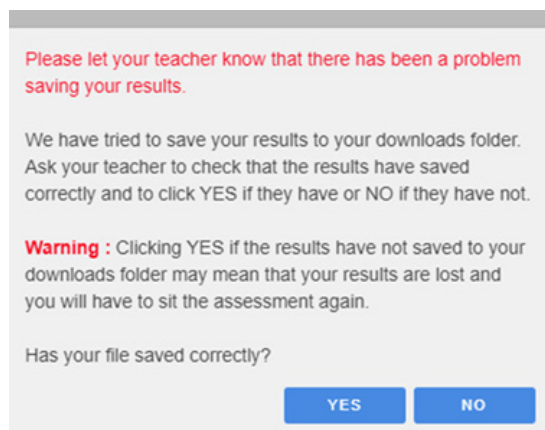 Please let your teacher know that there has been a problem
saving your results.
We have tried to save your results to your downloads folder.
Ask your teacher to check that the results have saved
correctly and to click YES if they have or NO if they have not.
Warning : Clicking YES if the results have not saved to your
downloads folder may mean that your results are lost and
you will have to sit the assessment again.
Has your file saved correctly?
YES NO